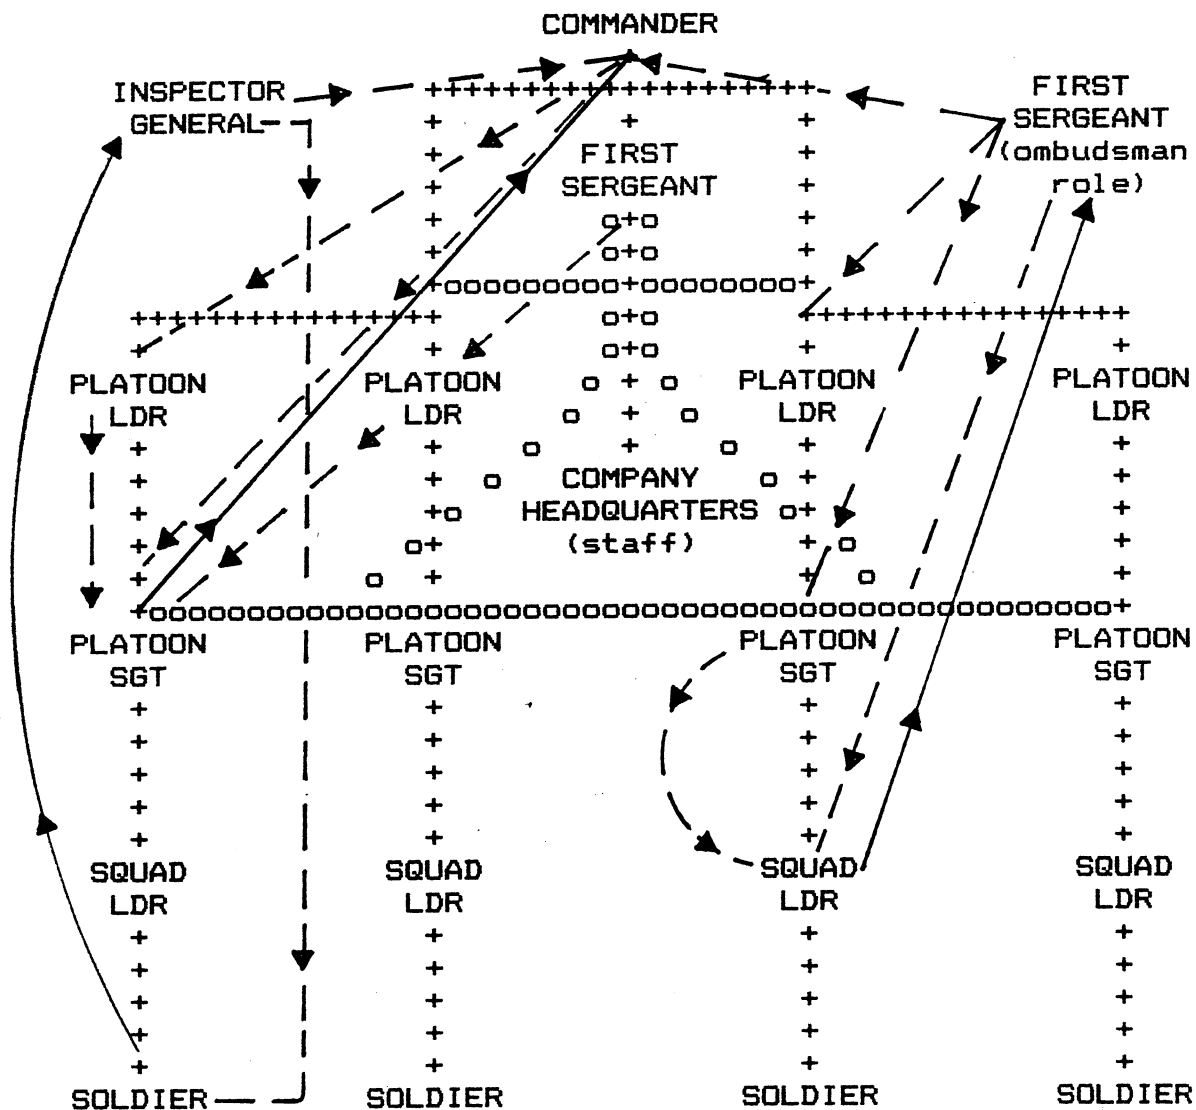 COMMANDER
INSPECTOR
GENERAL
FIRST
SERGEANT
(ombudsman
role)
FIRST
SERGEANT
PLATOON
LDR
PLATOON
LDR
PLATOON
LDR
PLATOON
LDR
COMPANY
HEADQUARTERS
(staff)
PLATOON
SGT
PLATOON
SGT
PLATOON
SGT
PLATOON
SGT
SQUAD
LDR
SQUAD
LDR
SQUAD
LDR
SQUAD
LDR
SOLDIER
SOLDIER
SOLDIER
SOLDIER